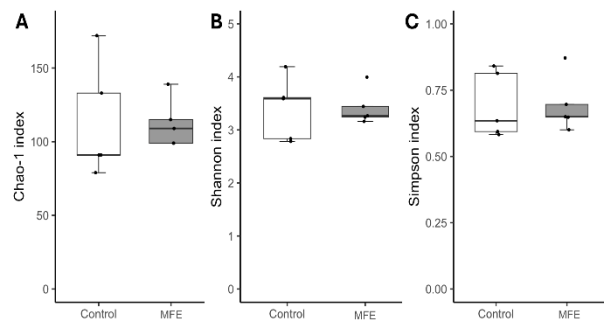 A
Chao-1 index
150
100
50
0
Control
MFE
B
Shannon index
5
4
3
2
1
0
Control
MFE
C
Simpson index
1.00
0.75
0.50
0.25
0.00
Control
MFE